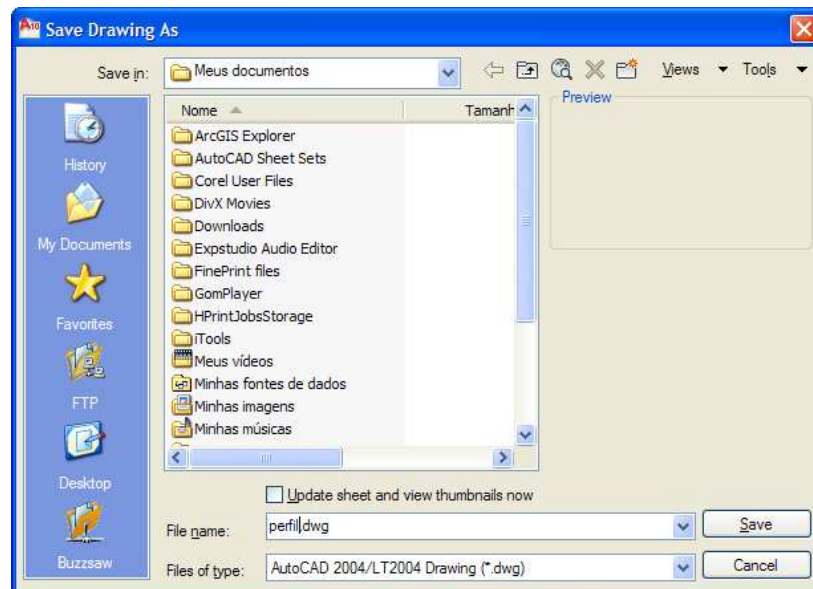 A10 Save Drawing As
Save in: Meus documentos Views Tools
History
My Documents
Favorites
FTP
Desktop
Buzzsaw
Nome Tamanh
ArcGIS Explorer
AutoCAD Sheet Sets
Corel User Files
DivX Movies
Downloads
Expstudio Audio Editor
FinePrint files
GomPlayer
HPrintJobsStorage
iTools
Meus vídeos
Minhas fontes de dados
Minhas imagens
Minhas músicas
Preview
Update sheet and view thumbnails now
File name: perfil.dwg Save
Files of type: AutoCAD 2004/LT2004 Drawing (*.dwg) Cancel